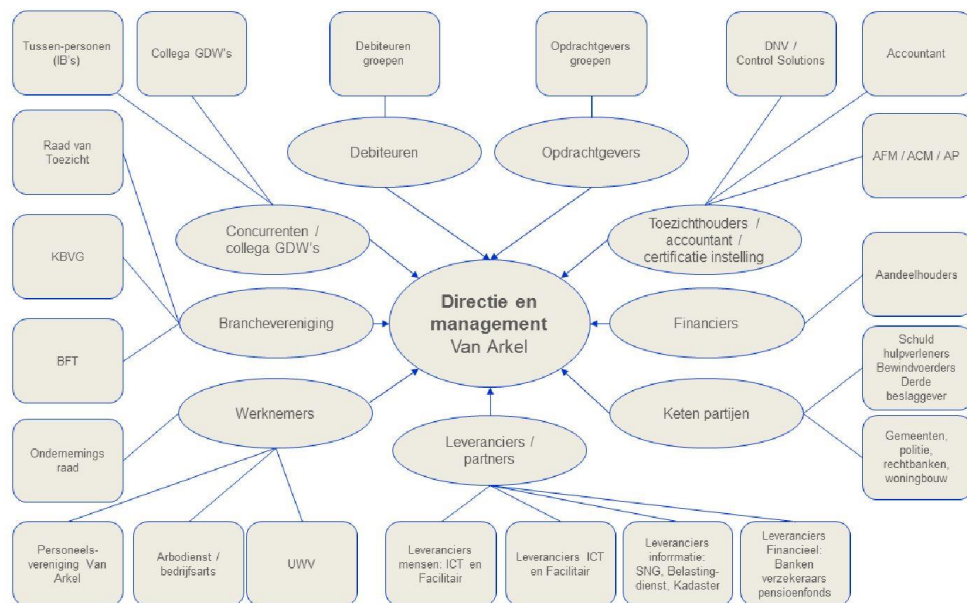 Tussen-personen
(IB's)
Collega GDW's
Debiteuren
groepen
Opdrachtgevers
groepen
DNV /
Control Solutions
Accountant
Raad van
Toezicht
Debiteuren
Opdrachtgevers
AFM / ACM / AP
Concurrenten /
collega GDW's
Toezichthouders /
accountant /
certificatie instelling
KBVG
Aandeelhouders
Branchevereniging
Directie en
management
Van Arkel
Financiers
BFT
Schuld
hulpverleners
Bewindvoerders
Derde
beslaggever
Werknemers
Keten partijen
Ondernemings
raad
Leveranciers /
partners
Gemeenten,
politie,
rechtbanken,
woningbouw
Personeels-
vereniging Van
Arkel
Arbodienst /
bedrijfsarts
UWV
Leveranciers
mensen: ICT en
Facilitair
Leveranciers ICT
en Facilitair
Leveranciers
informatie:
SNG, Belasting-
dienst, Kadaster
Leveranciers
Financieel:
Banken
verzekeraars
pensioenfonds